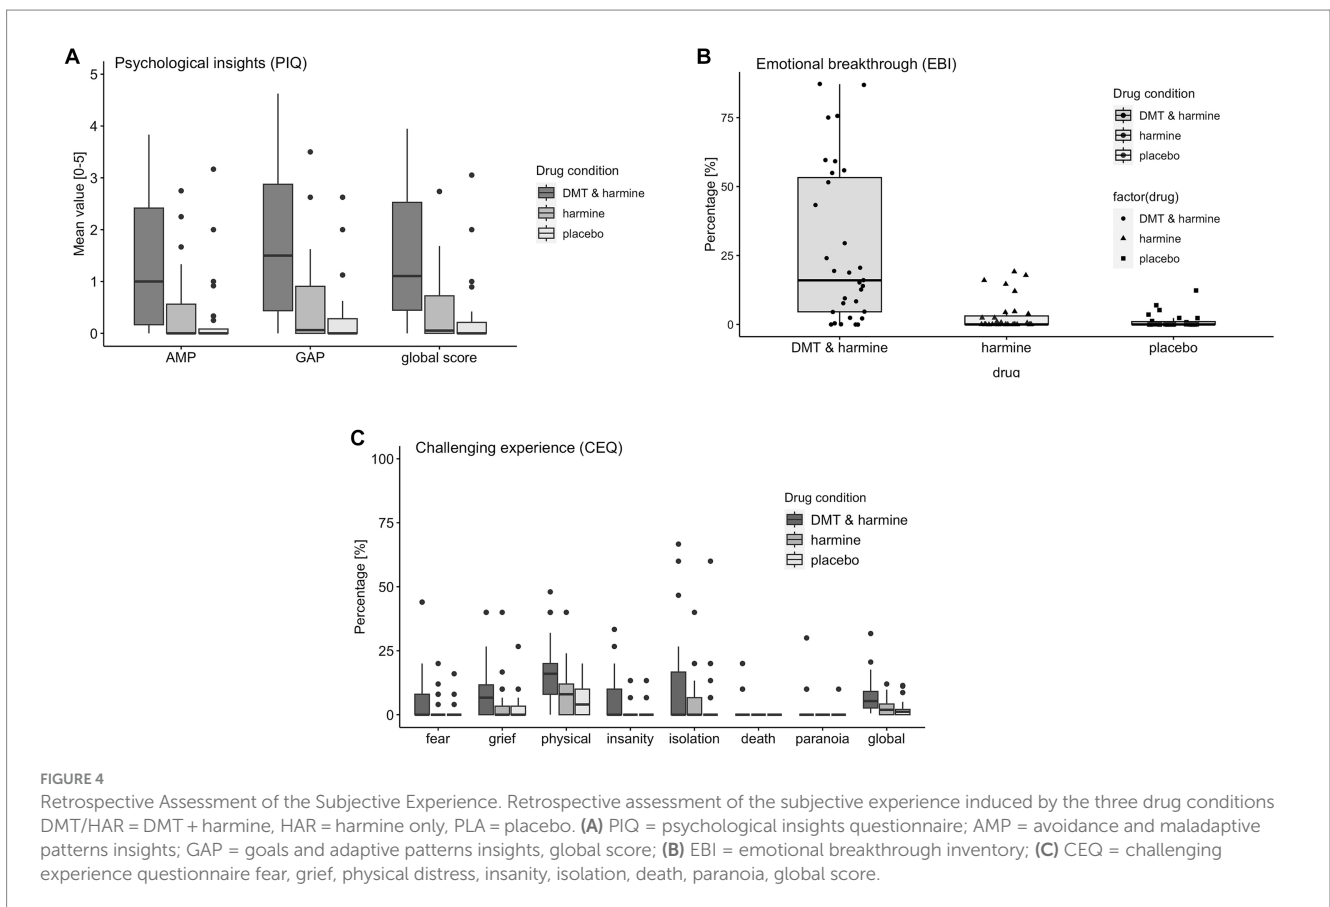 A
Psychological insights (PIQ)
Mean value [0-5]
5
4
3
2
1
0
AMP
GAP
global score
Drug condition
DMT & harmine
harmine
placebo
B
Emotional breakthrough (EBI)
Percentage [%]
75
50
25
0
DMT & harmine
harmine
placebo
drug
Drug condition
DMT & harmine
harmine
placebo
factor(drug)
DMT & harmine
harmine
placebo
C
Challenging experience (CEQ)
Percentage [%]
100
75
50
25
0
fear
grief
physical
insanity
isolation
death
paranoia
global
Drug condition
DMT & harmine
harmine
placebo
FIGURE 4
Retrospective Assessment of the Subjective Experience. Retrospective assessment of the subjective experience induced by the three drug conditions
DMT/HAR = DMT + harmine, HAR = harmine only, PLA = placebo. (A) PIQ = psychological insights questionnaire; AMP = avoidance and maladaptive
patterns insights; GAP = goals and adaptive patterns insights, global score; (B) EBI = emotional breakthrough inventory; (C) CEQ = challenging
experience questionnaire fear, grief, physical distress, insanity, isolation, death, paranoia, global score.